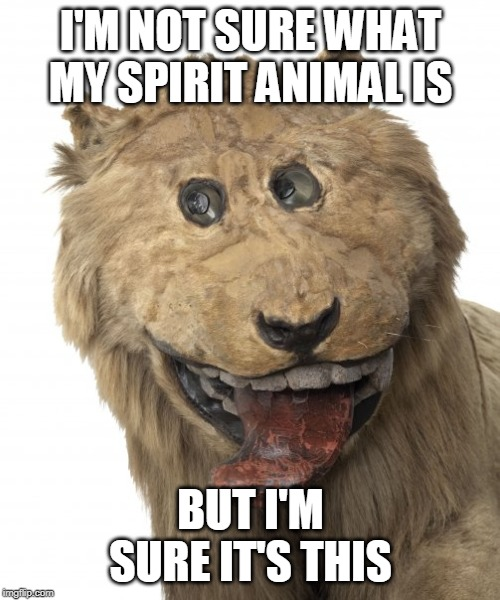 I'M NOT SURE WHAT
MY SPIRIT ANIMAL IS
BUT I'M
SURE IT'S THIS
imgflip.com